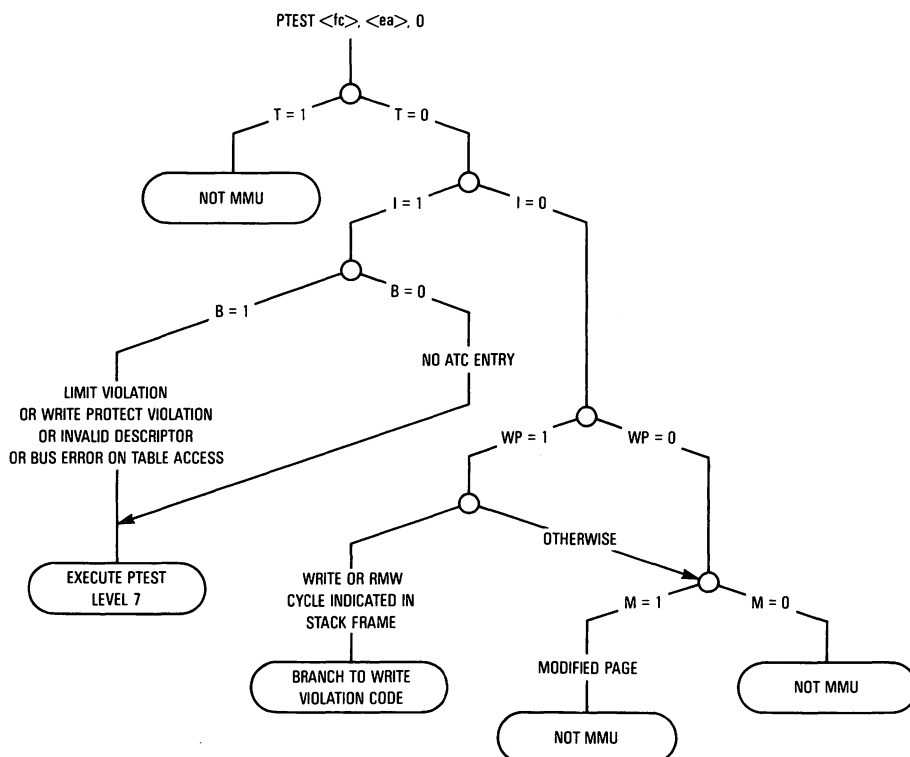 PTEST <fc>, <ea>, 0
T = 1
T = 0
NOT MMU
I = 1
I = 0
B = 1
B = 0
NO ATC ENTRY
LIMIT VIOLATION
OR WRITE PROTECT VIOLATION
OR INVALID DESCRIPTOR
OR BUS ERROR ON TABLE ACCESS
WP = 1
WP = 0
OTHERWISE
EXECUTE PTEST
LEVEL 7
WRITE OR RMW
CYCLE INDICATED IN
STACK FRAME
M = 1
M = 0
BRANCH TO WRITE
VIOLATION CODE
MODIFIED PAGE
NOT MMU
NOT MMU